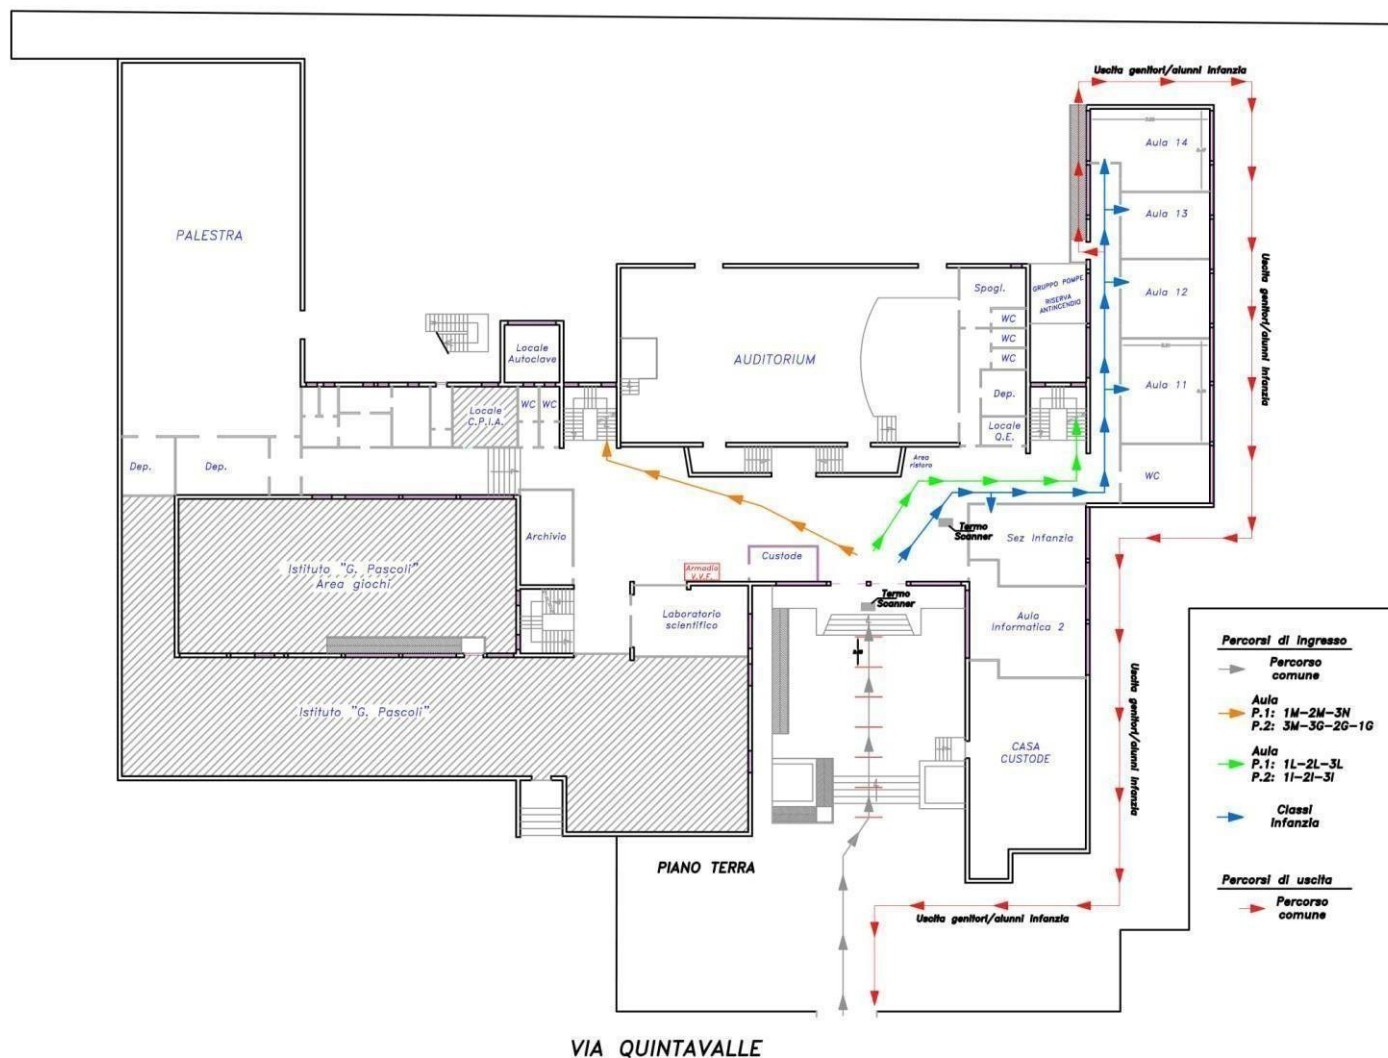 Uscita genitori/alunni infanzia
Aula 14
PALESTRA
Aula 13
Uscita genitori/alunni infanzia
Spogl.
GRUPPO POMPE
RISERVA
ANTINCENDIO
Aula 12
WC
WC
WC
Locale
Autoclave
AUDITORIUM
Aula 11
Dep.
Locale
C.P.I.A.
WC
WC
Locale
Q.E.
Area
ristoro
Dep.
Dep.
WC
Archivio
Termo
Scanner
Sez Infanzia
Custode
Istituto "G. Pascoli"
Area giochi
Armadio
V.V.F.
Termo
Scanner
Laboratorio
scientifico
Aula
Informatica 2
Percorsi di ingresso
Percorso
comune
Uscita genitori/alunni infanzia
Istituto "G. Pascoli"
Aula
P.1: 1M-2M-3N
P.2: 3M-3G-2G-1G
CASA
CUSTODE
Aula
P.1: 1L-2L-3L
P.2: 1I-2I-3I
Classi
infanzia
PIANO TERRA
Percorsi di uscita
Percorso
comune
Uscita genitori/alunni infanzia
VIA QUINTAVALLE